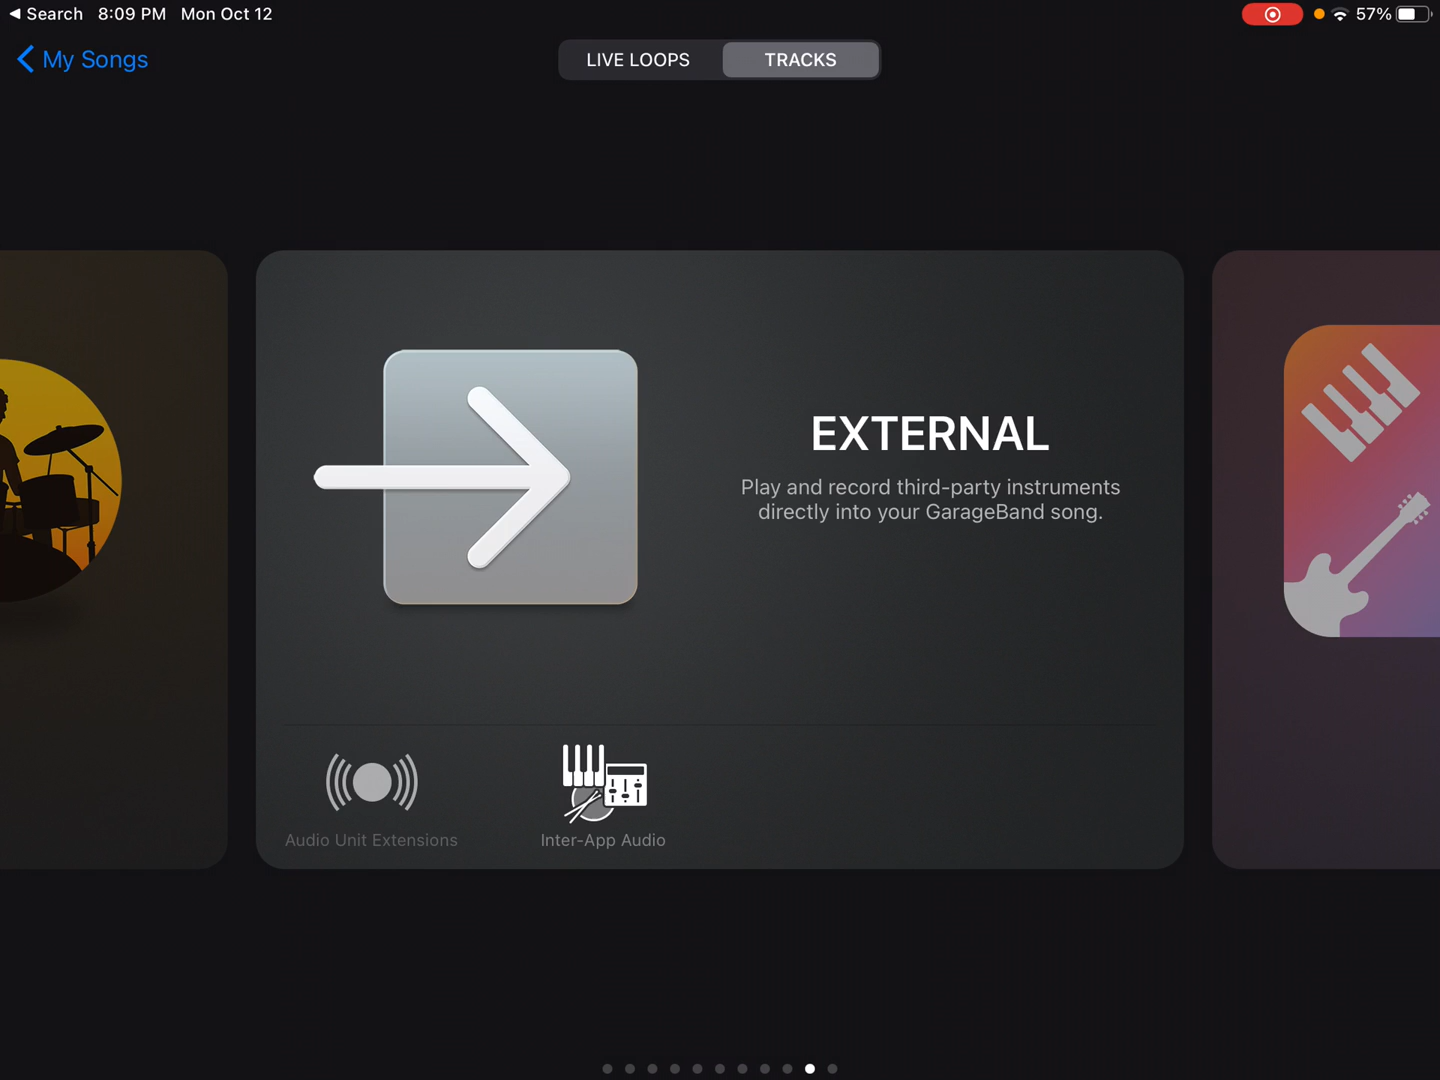 ◀ Search 8:09 PM Mon Oct 12
57%
My Songs
LIVE LOOPS
TRACKS
EXTERNAL
Play and record third-party instruments
directly into your GarageBand song.
Audio Unit Extensions
Inter-App Audio